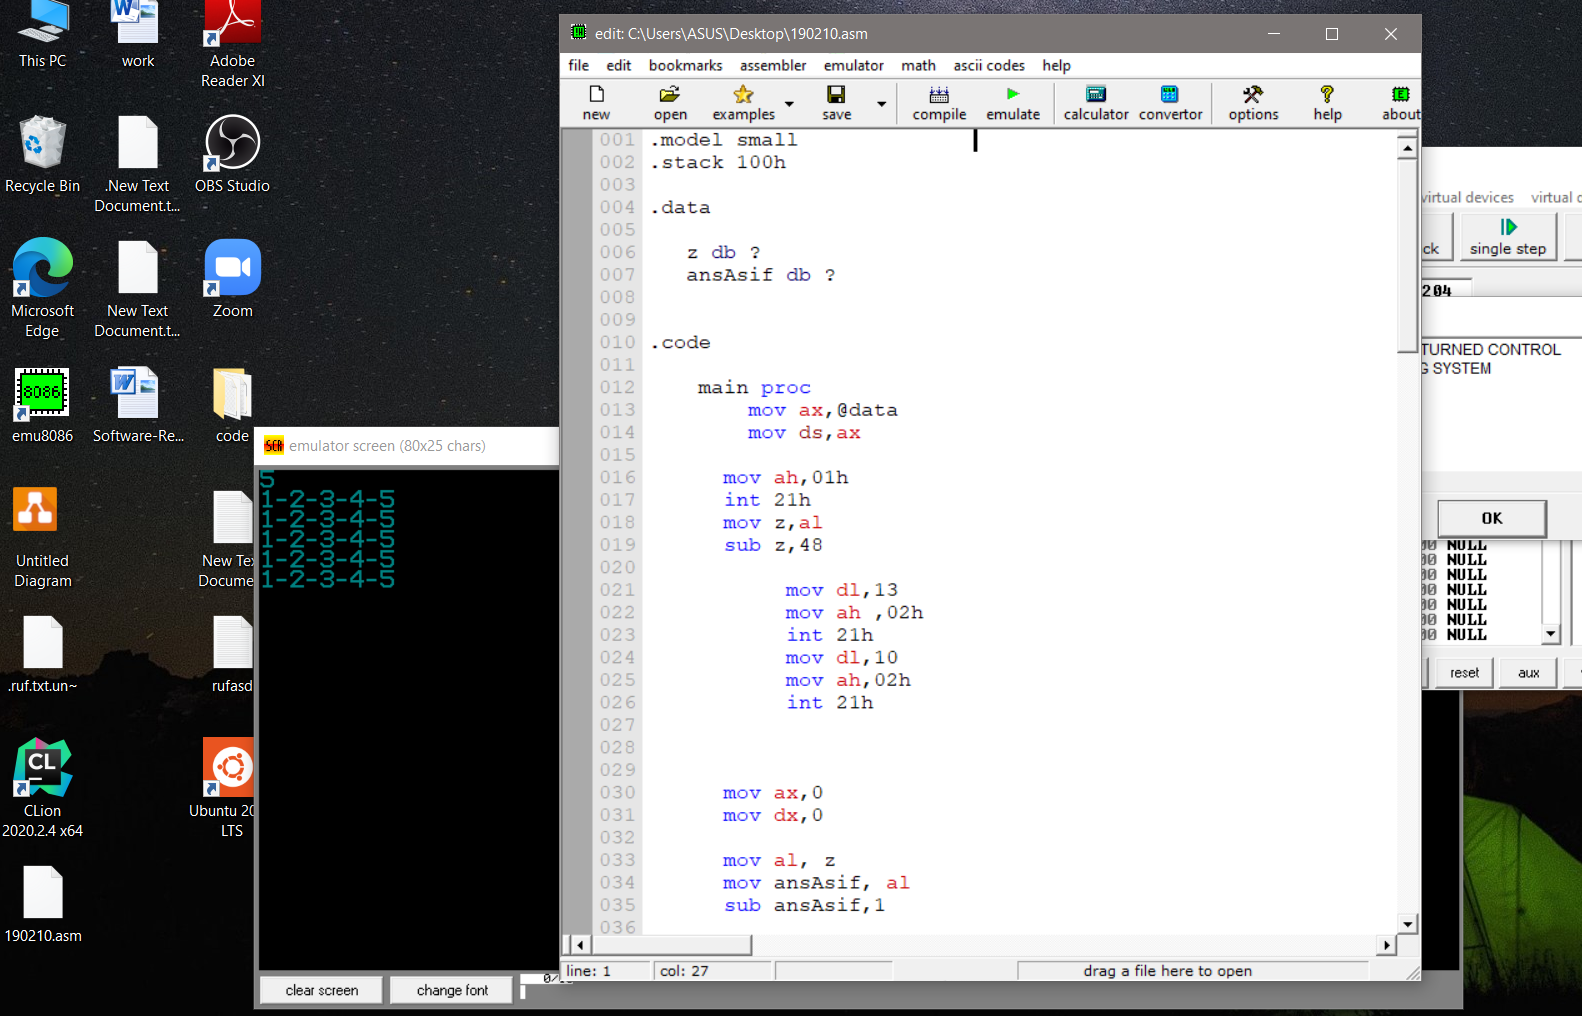 This PC
work
Adobe
Reader XI
Recycle Bin
.New Text
Document.t...
OBS Studio
Microsoft
Edge
New Text
Document.t...
Zoom
8086
emu8086
Software-Re...
code
Untitled
Diagram
New Tex
Docume
.ruf.txt.un~
rufasd
CL
CLion
2020.2.4 x64
Ubuntu 20
LTS
190210.asm
emulator screen (80x25 chars)
5
1-2-3-4-5
1-2-3-4-5
1-2-3-4-5
1-2-3-4-5
1-2-3-4-5
clear screen
change font
edit: C:\Users\ASUS\Desktop\190210.asm
file edit bookmarks assembler emulator math ascii codes help
new open examples save compile emulate calculator convertor options help about
001 .model small
002 .stack 100h
003
004 .data
005
006 z db ?
007 ansAsif db ?
008
009
010 .code
011
012 main proc
013 mov ax,@data
014 mov ds,ax
015
016 mov ah,01h
017 int 21h
018 mov z,al
019 sub z,48
020
021 mov dl,13
022 mov ah ,02h
023 int 21h
024 mov dl,10
025 mov ah,02h
026 int 21h
027
028
029
030 mov ax,0
031 mov dx,0
032
033 mov al, z
034 mov ansAsif, al
035 sub ansAsif,1
036
line: 1
col: 27
drag a file here to open
virtual devices virtual
ck
single step
204
TURNED CONTROL
G SYSTEM
OK
00 NULL
00 NULL
00 NULL
00 NULL
00 NULL
00 NULL
00 NULL
reset
aux